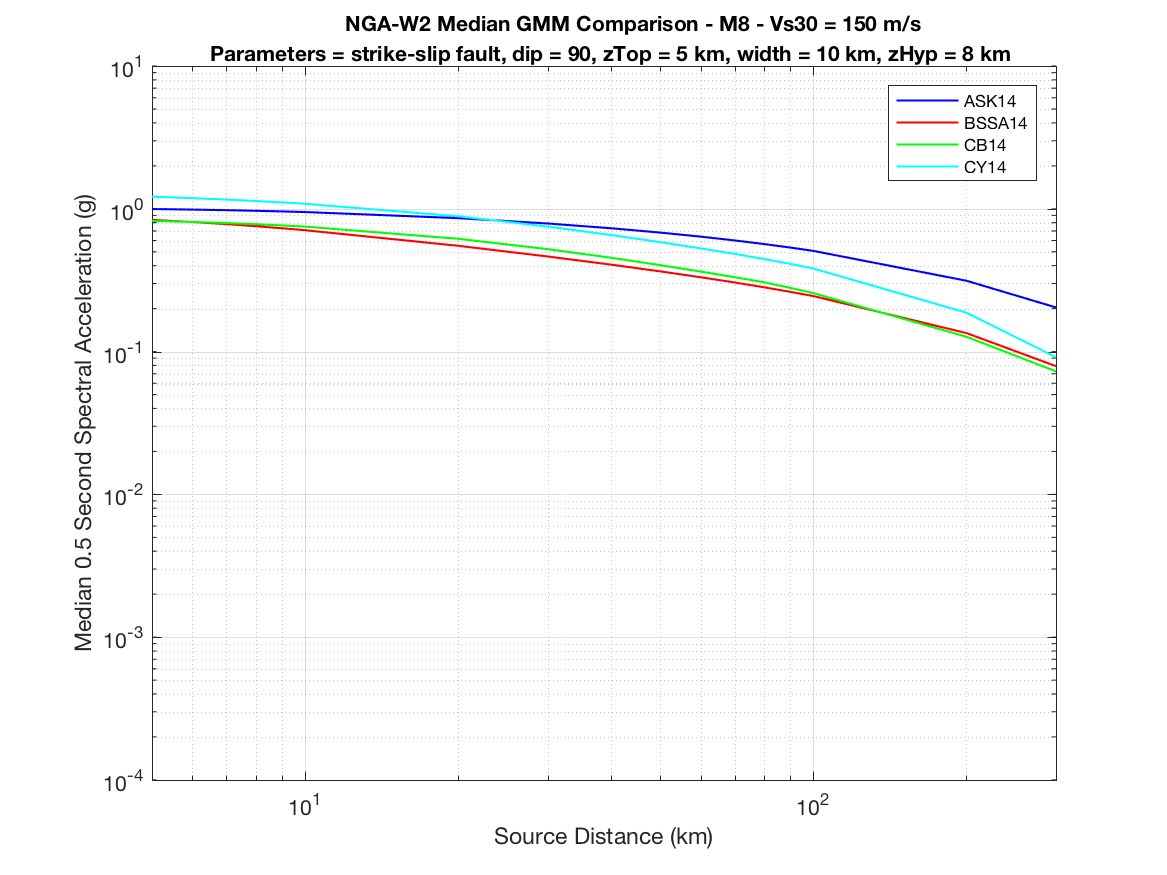 NGA-W2 Median GMM Comparison - M8 - Vs30 = 150 m/s
Parameters = strike-slip fault, dip = 90, zTop = 5 km, width = 10 km, zHyp = 8 km
ASK14
BSSA14
CB14
CY14
10^1
10^0
10^-1
10^-2
10^-3
10^-4
Median 0.5 Second Spectral Acceleration (g)
10^1
10^2
Source Distance (km)